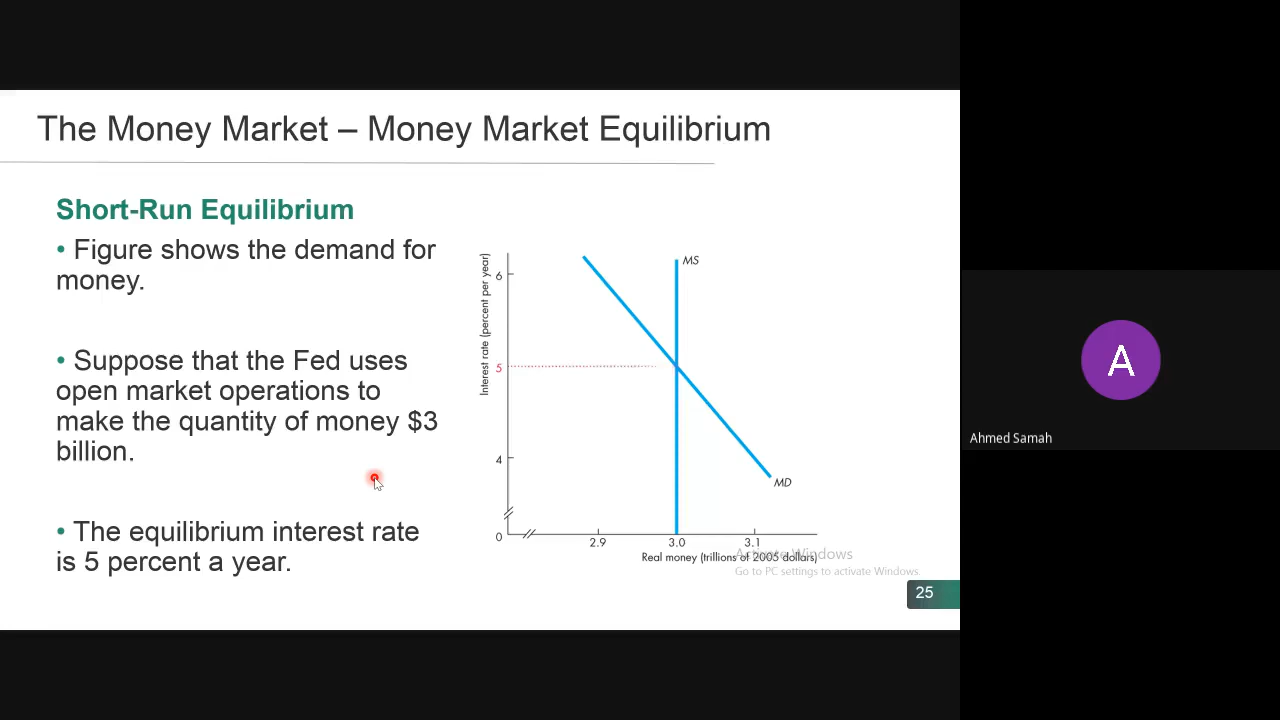 The Money Market – Money Market Equilibrium
Short-Run Equilibrium
• Figure shows the demand for
money.
• Suppose that the Fed uses
open market operations to
make the quantity of money $3
billion.
• The equilibrium interest rate
is 5 percent a year.
Interest rate (percent per year)
6
5
4
0
MS
MD
2.9 3.0 3.1
Real money (trillions of 2005 dollars)
Activate Windows
Go to PC settings to activate Windows.
25
A
Ahmed Samah